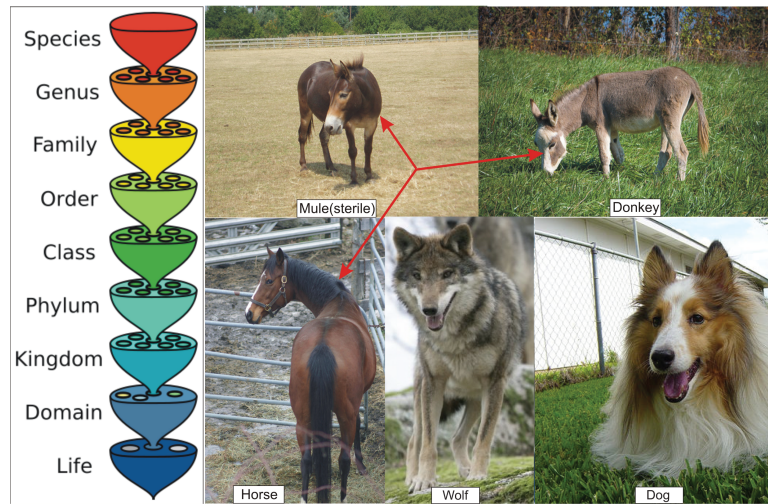 Species
Genus
Family
Order
Class
Phylum
Kingdom
Domain
Life
Mule(sterile)
Donkey
Horse
Wolf
Dog